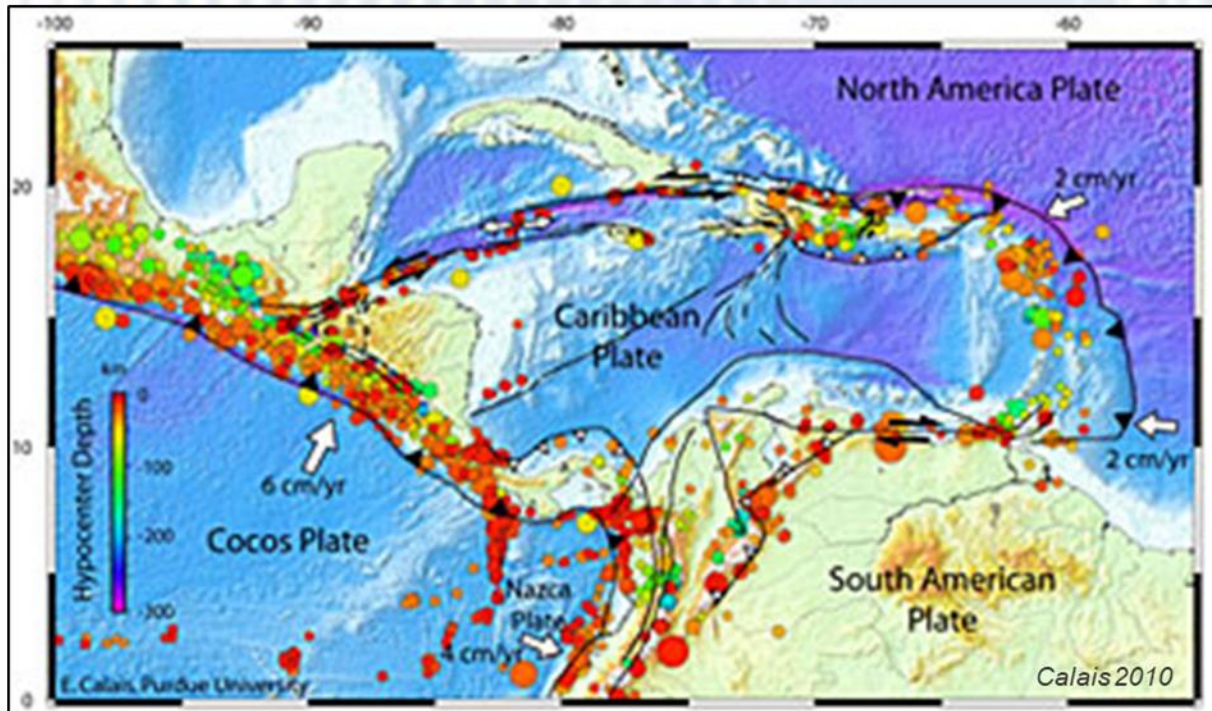 -100
-90
-80
-70
-60
North America Plate
20
2 cm/yr
Caribbean
Plate
km
0
-100
-200
-300
Hypocenter Depth
10
6 cm/yr
2 cm/yr
Cocos Plate
Nazca
Plate
South American
Plate
?
4 cm/yr
E. Calais, Purdue University
Calais 2010
0